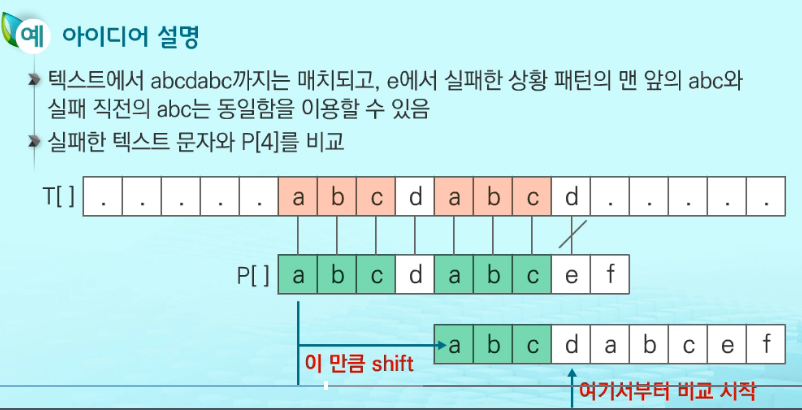 예 아이디어 설명
텍스트에서 abcdabc까지는 매치되고, e에서 실패한 상황 패턴의 맨 앞의 abc와
실패 직전의 abc는 동일함을 이용할 수 있음
실패한 텍스트 문자와 P[4]를 비교
T[ ] . . . . . a b c d a b c d . . . . .
P[ ] a b c d a b c e f
a b c d a b c e f
이 만큼 shift
여기서부터 비교 시작